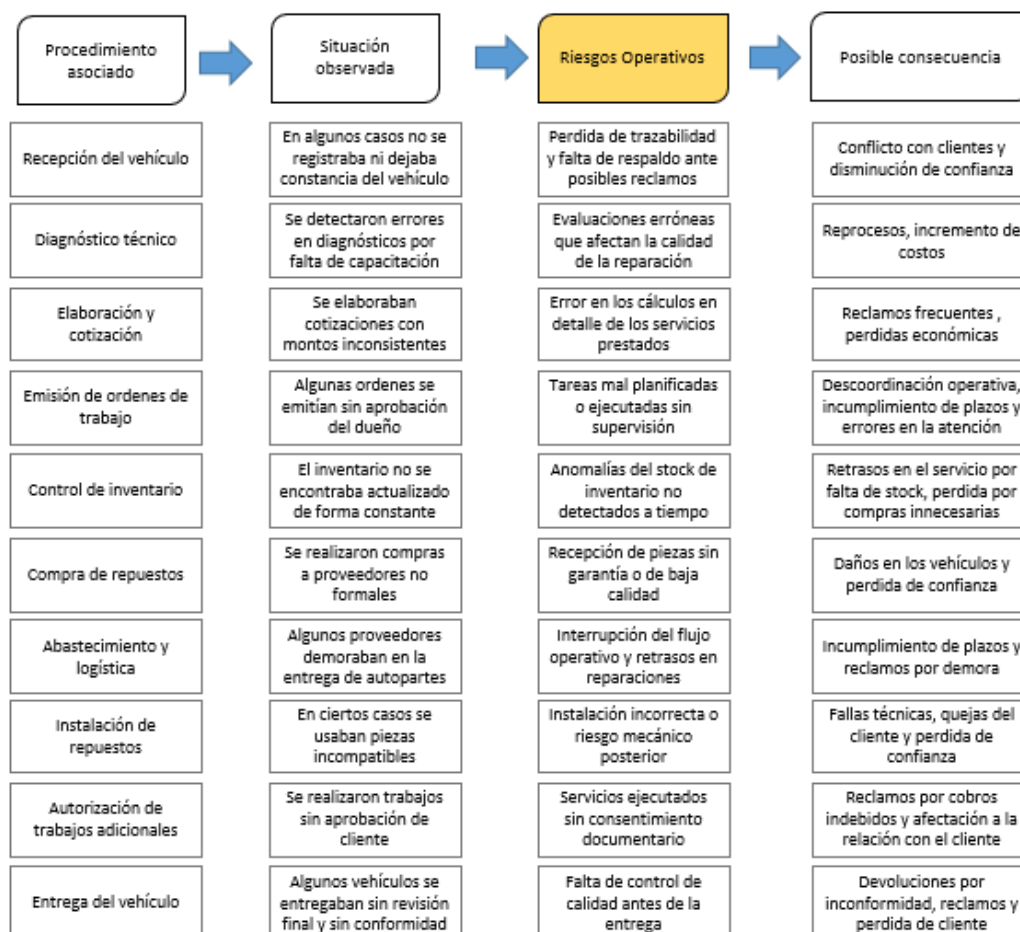 Procedimiento
asociado
Situación
observada
Riesgos Operativos
Posible consecuencia
Recepción del vehículo
En algunos casos no se
registraba ni dejaba
constancia del vehículo
Perdida de trazabilidad
y falta de respaldo ante
posibles reclamos
Conflicto con clientes y
disminución de confianza
Diagnóstico técnico
Se detectaron errores
en diagnósticos por
falta de capacitación
Evaluaciones erróneas
que afectan la calidad
de la reparación
Reprocesos, incremento de
costos
Elaboración y
cotización
Se elaboraban
cotizaciones con
montos inconsistentes
Error en los cálculos en
detalle de los servicios
prestados
Reclamos frecuentes ,
perdidas económicas
Emisión de ordenes de
trabajo
Algunas ordenes se
emitían sin aprobación
del dueño
Tareas mal planificadas
o ejecutadas sin
supervisión
Descoordinación operativa,
incumplimiento de plazos y
errores en la atención
Control de inventario
El inventario no se
encontraba actualizado
de forma constante
Anomalías del stock de
inventario no
detectados a tiempo
Retrasos en el servicio por
falta de stock, perdida por
compras innecesarias
Compra de repuestos
Se realizaron compras
a proveedores no
formales
Recepción de piezas sin
garantía o de baja
calidad
Daños en los vehículos y
perdida de confianza
Abastecimiento y
logística
Algunos proveedores
demoraban en la
entrega de autopartes
Interrupción del flujo
operativo y retrasos en
reparaciones
Incumplimiento de plazos y
reclamos por demora
Instalación de
repuestos
En ciertos casos se
usaban piezas
incompatibles
Instalación incorrecta o
riesgo mecánico
posterior
Fallas técnicas, quejas del
cliente y perdida de
confianza
Autorización de
trabajos adicionales
Se realizaron trabajos
sin aprobación de
cliente
Servicios ejecutados
sin consentimiento
documentario
Reclamos por cobros
indebidos y afectación a la
relación con el cliente
Entrega del vehículo
Algunos vehículos se
entregaban sin revisión
final y sin conformidad
Falta de control de
calidad antes de la
entrega
Devoluciones por
inconformidad, reclamos y
perdida de cliente